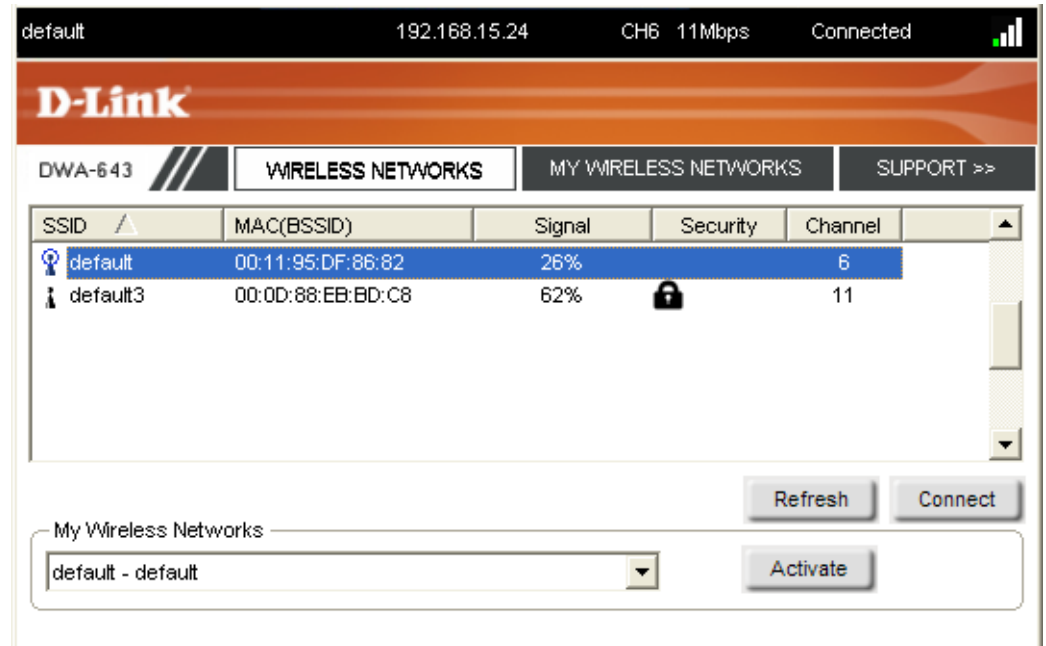 default 192.168.15.24 CH6 11Mbps Connected
D-Link
DWA-643 WIRELESS NETWORKS MY WIRELESS NETWORKS SUPPORT >>
SSID MAC(BSSID) Signal Security Channel
default 00:11:95:DF:86:82 26% 6
default3 00:0D:88:EB:BD:C8 62% 11
Refresh Connect
My Wireless Networks
default - default Activate